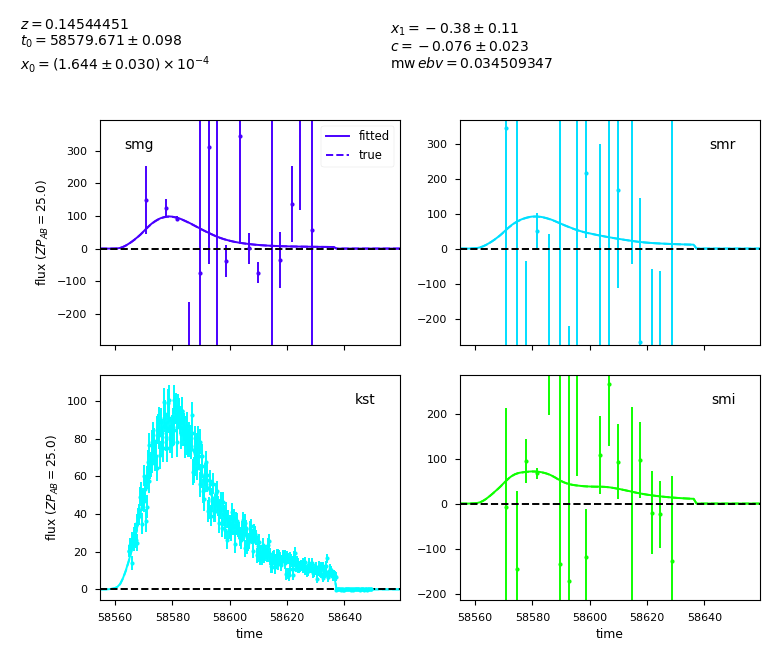 z = 0.14544451
t₀ = 58579.671 ± 0.098
x₀ = (1.644 ± 0.030) × 10⁻⁴
x₁ = −0.38 ± 0.11
c = −0.076 ± 0.023
mw ebv = 0.034509347
smg
fitted
true
300
200
100
0
−100
−200
flux (ZP_AB = 25.0)
smr
300
200
100
0
−100
−200
kst
100
80
60
40
20
0
flux (ZP_AB = 25.0)
58560 58580 58600 58620 58640
time
smi
200
100
0
−100
−200
58560 58580 58600 58620 58640
time